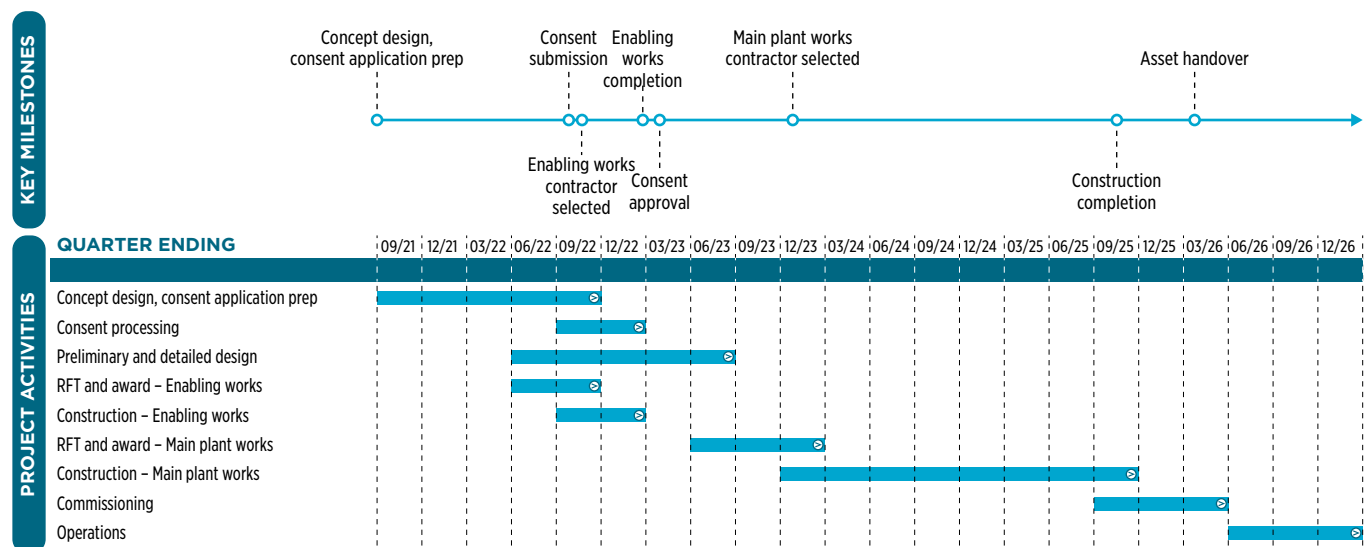 KEY MILESTONES
Concept design,
consent application prep
Consent
submission
Enabling
works
completion
Main plant works
contractor selected
Asset handover
Enabling works
contractor
selected
Consent
approval
Construction
completion
PROJECT ACTIVITIES
QUARTER ENDING
09/21 12/21 03/22 06/22 09/22 12/22 03/23 06/23 09/23 12/23 03/24 06/24 09/24 12/24 03/25 06/25 09/25 12/25 03/26 06/26 09/26 12/26
Concept design, consent application prep
Consent processing
Preliminary and detailed design
RFT and award – Enabling works
Construction – Enabling works
RFT and award – Main plant works
Construction – Main plant works
Commissioning
Operations